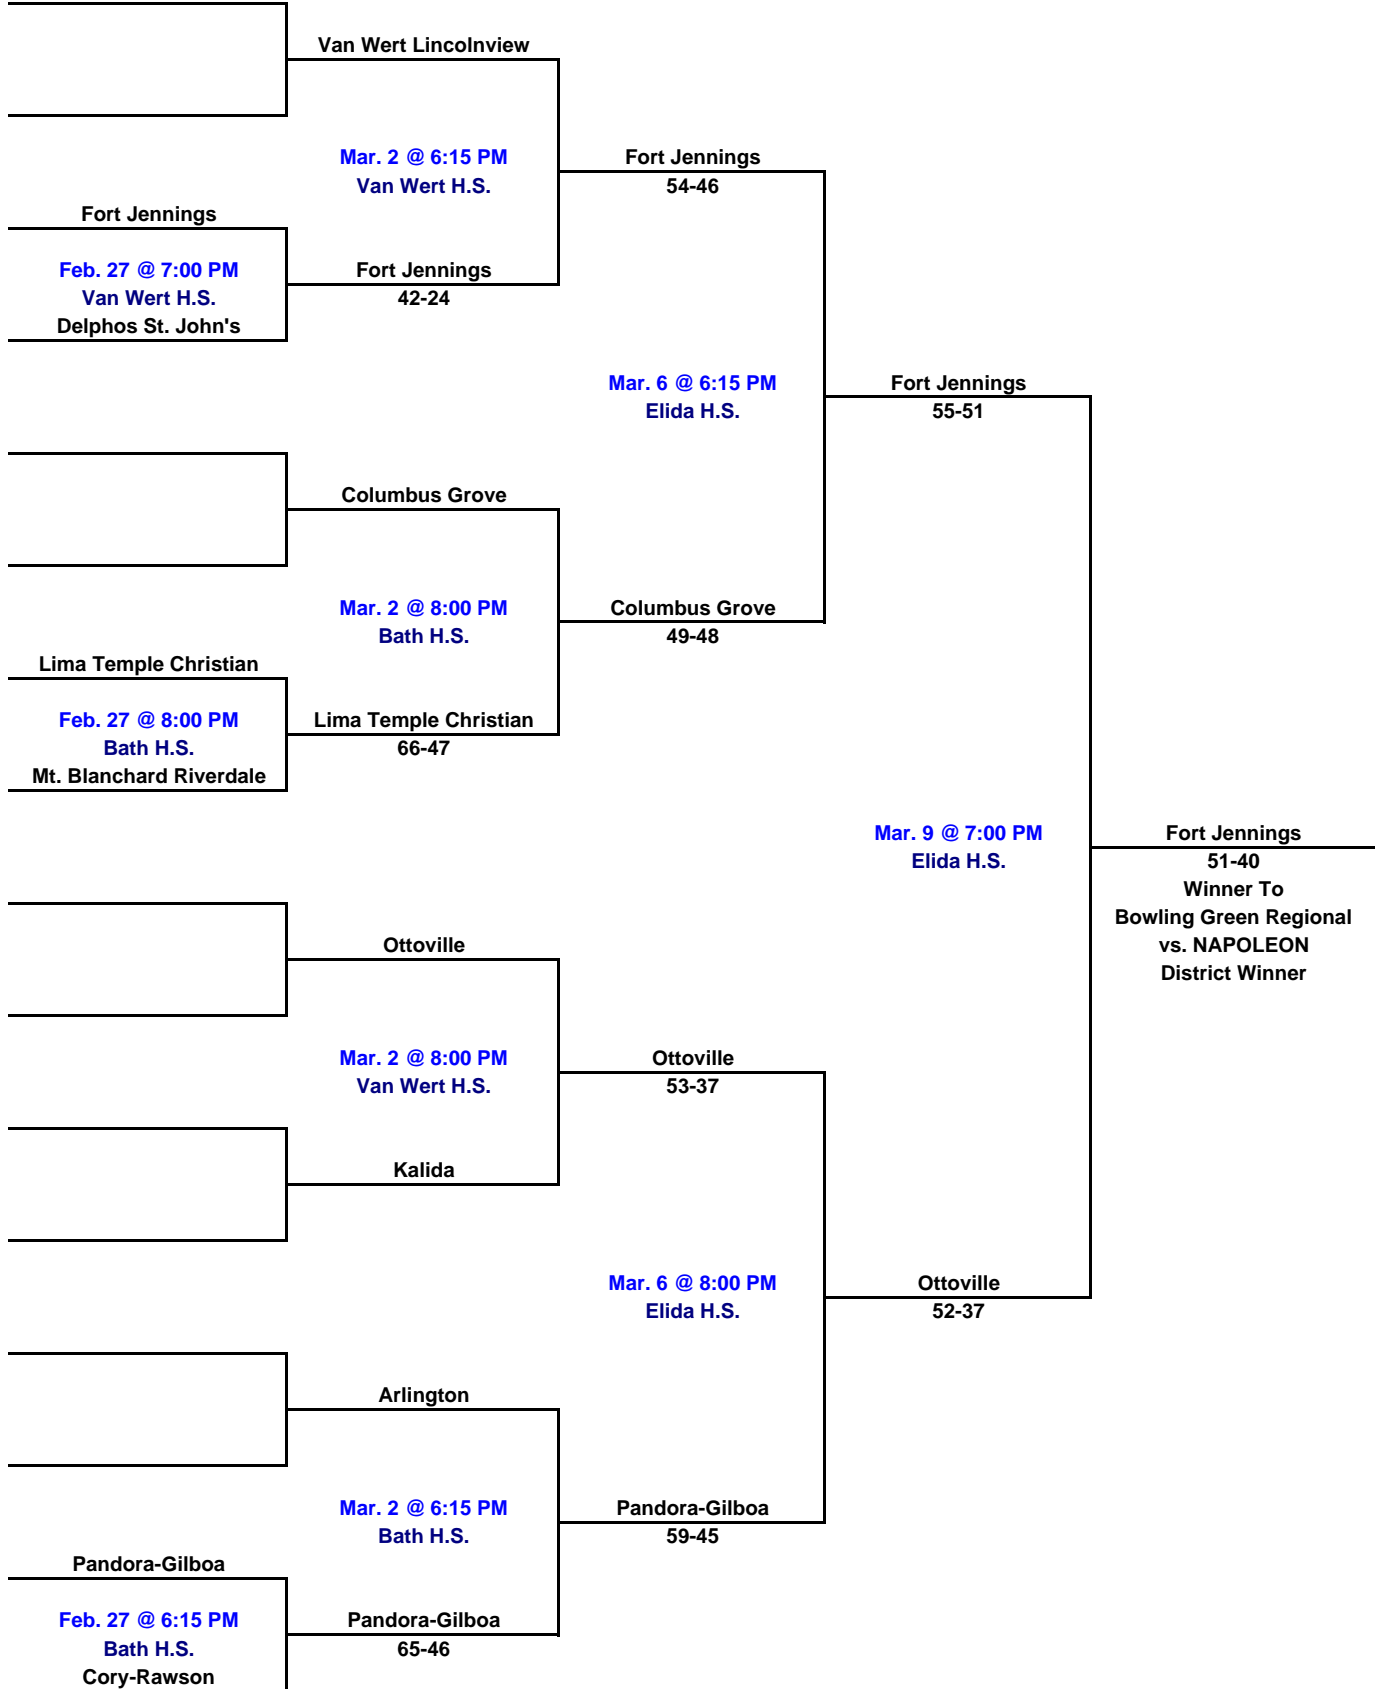 Van Wert Lincolnview
Mar. 2 @ 6:15 PM
Van Wert H.S.
Fort Jennings
54-46
Fort Jennings
Feb. 27 @ 7:00 PM
Van Wert H.S.
Delphos St. John's
Fort Jennings
42-24
Mar. 6 @ 6:15 PM
Elida H.S.
Fort Jennings
55-51
Columbus Grove
Mar. 2 @ 8:00 PM
Bath H.S.
Columbus Grove
49-48
Lima Temple Christian
Feb. 27 @ 8:00 PM
Bath H.S.
Mt. Blanchard Riverdale
Lima Temple Christian
66-47
Mar. 9 @ 7:00 PM
Elida H.S.
Fort Jennings
51-40
Winner To
Bowling Green Regional
vs. NAPOLEON
District Winner
Ottoville
Mar. 2 @ 8:00 PM
Van Wert H.S.
Ottoville
53-37
Kalida
Mar. 6 @ 8:00 PM
Elida H.S.
Ottoville
52-37
Arlington
Mar. 2 @ 6:15 PM
Bath H.S.
Pandora-Gilboa
59-45
Pandora-Gilboa
Feb. 27 @ 6:15 PM
Bath H.S.
Cory-Rawson
Pandora-Gilboa
65-46